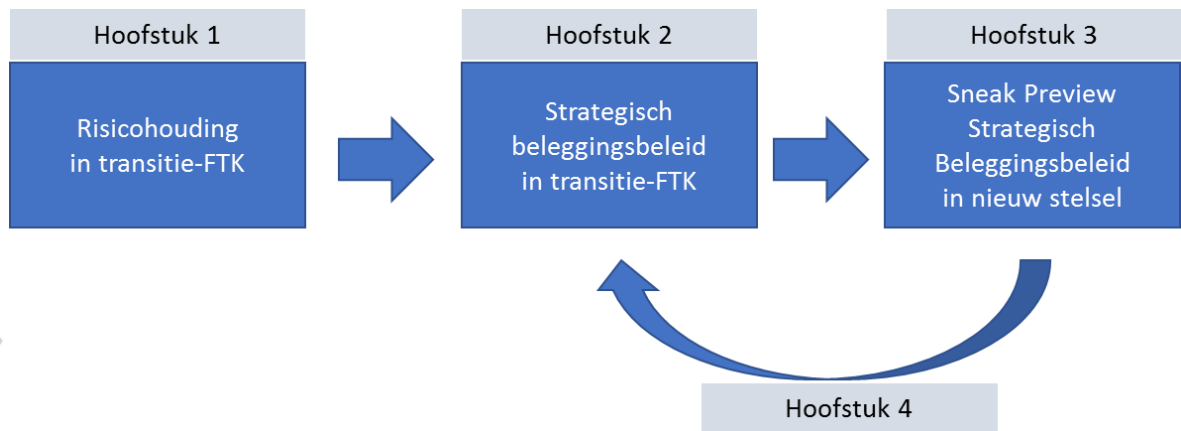 Hoofstuk 1
Risicohouding
in transitie-FTK
Hoofstuk 2
Strategisch
beleggingsbeleid
in transitie-FTK
Hoofstuk 3
Sneak Preview
Strategisch
Beleggingsbeleid
in nieuw stelsel
Hoofstuk 4